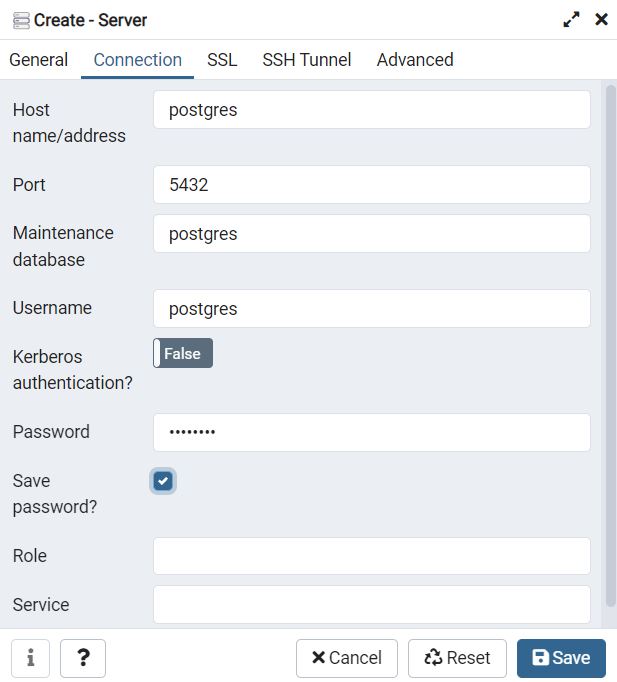 Create - Server
General Connection SSL SSH Tunnel Advanced
Host
name/address
postgres
Port
5432
Maintenance
database
postgres
Username
postgres
Kerberos
authentication?
False
Password
••••••••
Save
password?
Role
Service
i ? Cancel Reset Save